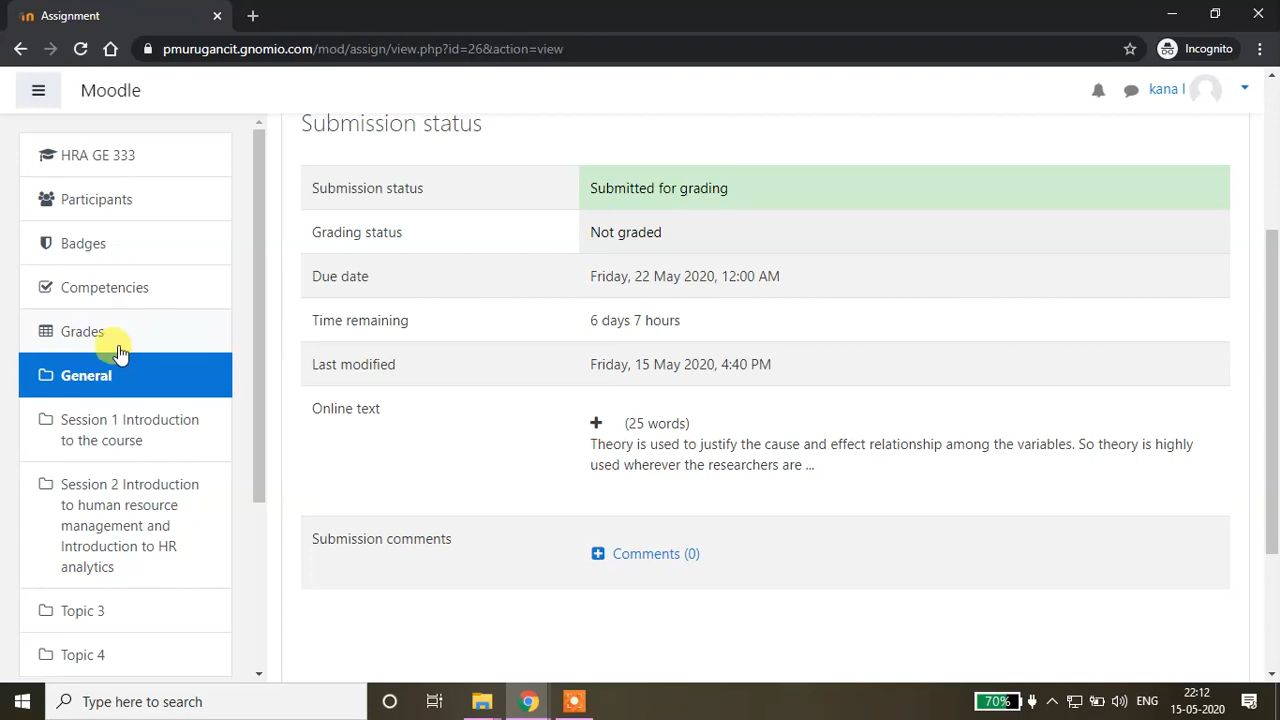 Assignment
pmurugancit.gnomio.com/mod/assign/view.php?id=26&action=view
Incognito
Moodle
kana l
HRA GE 333
Participants
Badges
Competencies
Grades
General
Session 1 Introduction
to the course
Session 2 Introduction
to human resource
management and
Introduction to HR
analytics
Topic 3
Topic 4
Submission status
Submission status
Submitted for grading
Grading status
Not graded
Due date
Friday, 22 May 2020, 12:00 AM
Time remaining
6 days 7 hours
Last modified
Friday, 15 May 2020, 4:40 PM
Online text
(25 words)
Theory is used to justify the cause and effect relationship among the variables. So theory is highly
used wherever the researchers are ...
Submission comments
Comments (0)
Type here to search
70%
ENG
22:12
15-05-2020